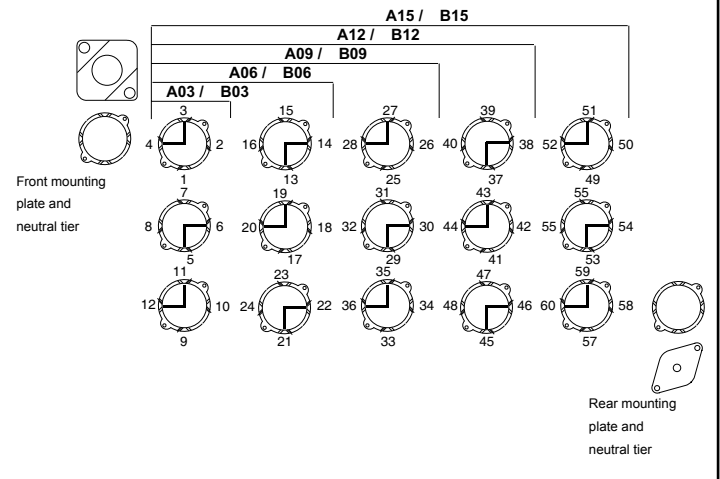 A15 / B15
A12 / B12
A09 / B09
A06 / B06
A03 / B03
3 15 27 39 51
4 2 16 14 28 26 40 38 52 50
1 13 25 37 49
Front mounting
plate and
neutral tier
7 19 31 43 55
8 6 20 18 32 30 44 42 55 54
5 17 29 41 53
11 23 35 47 59
12 10 24 22 36 34 48 46 60 58
9 21 33 45 57
Rear mounting
plate and
neutral tier